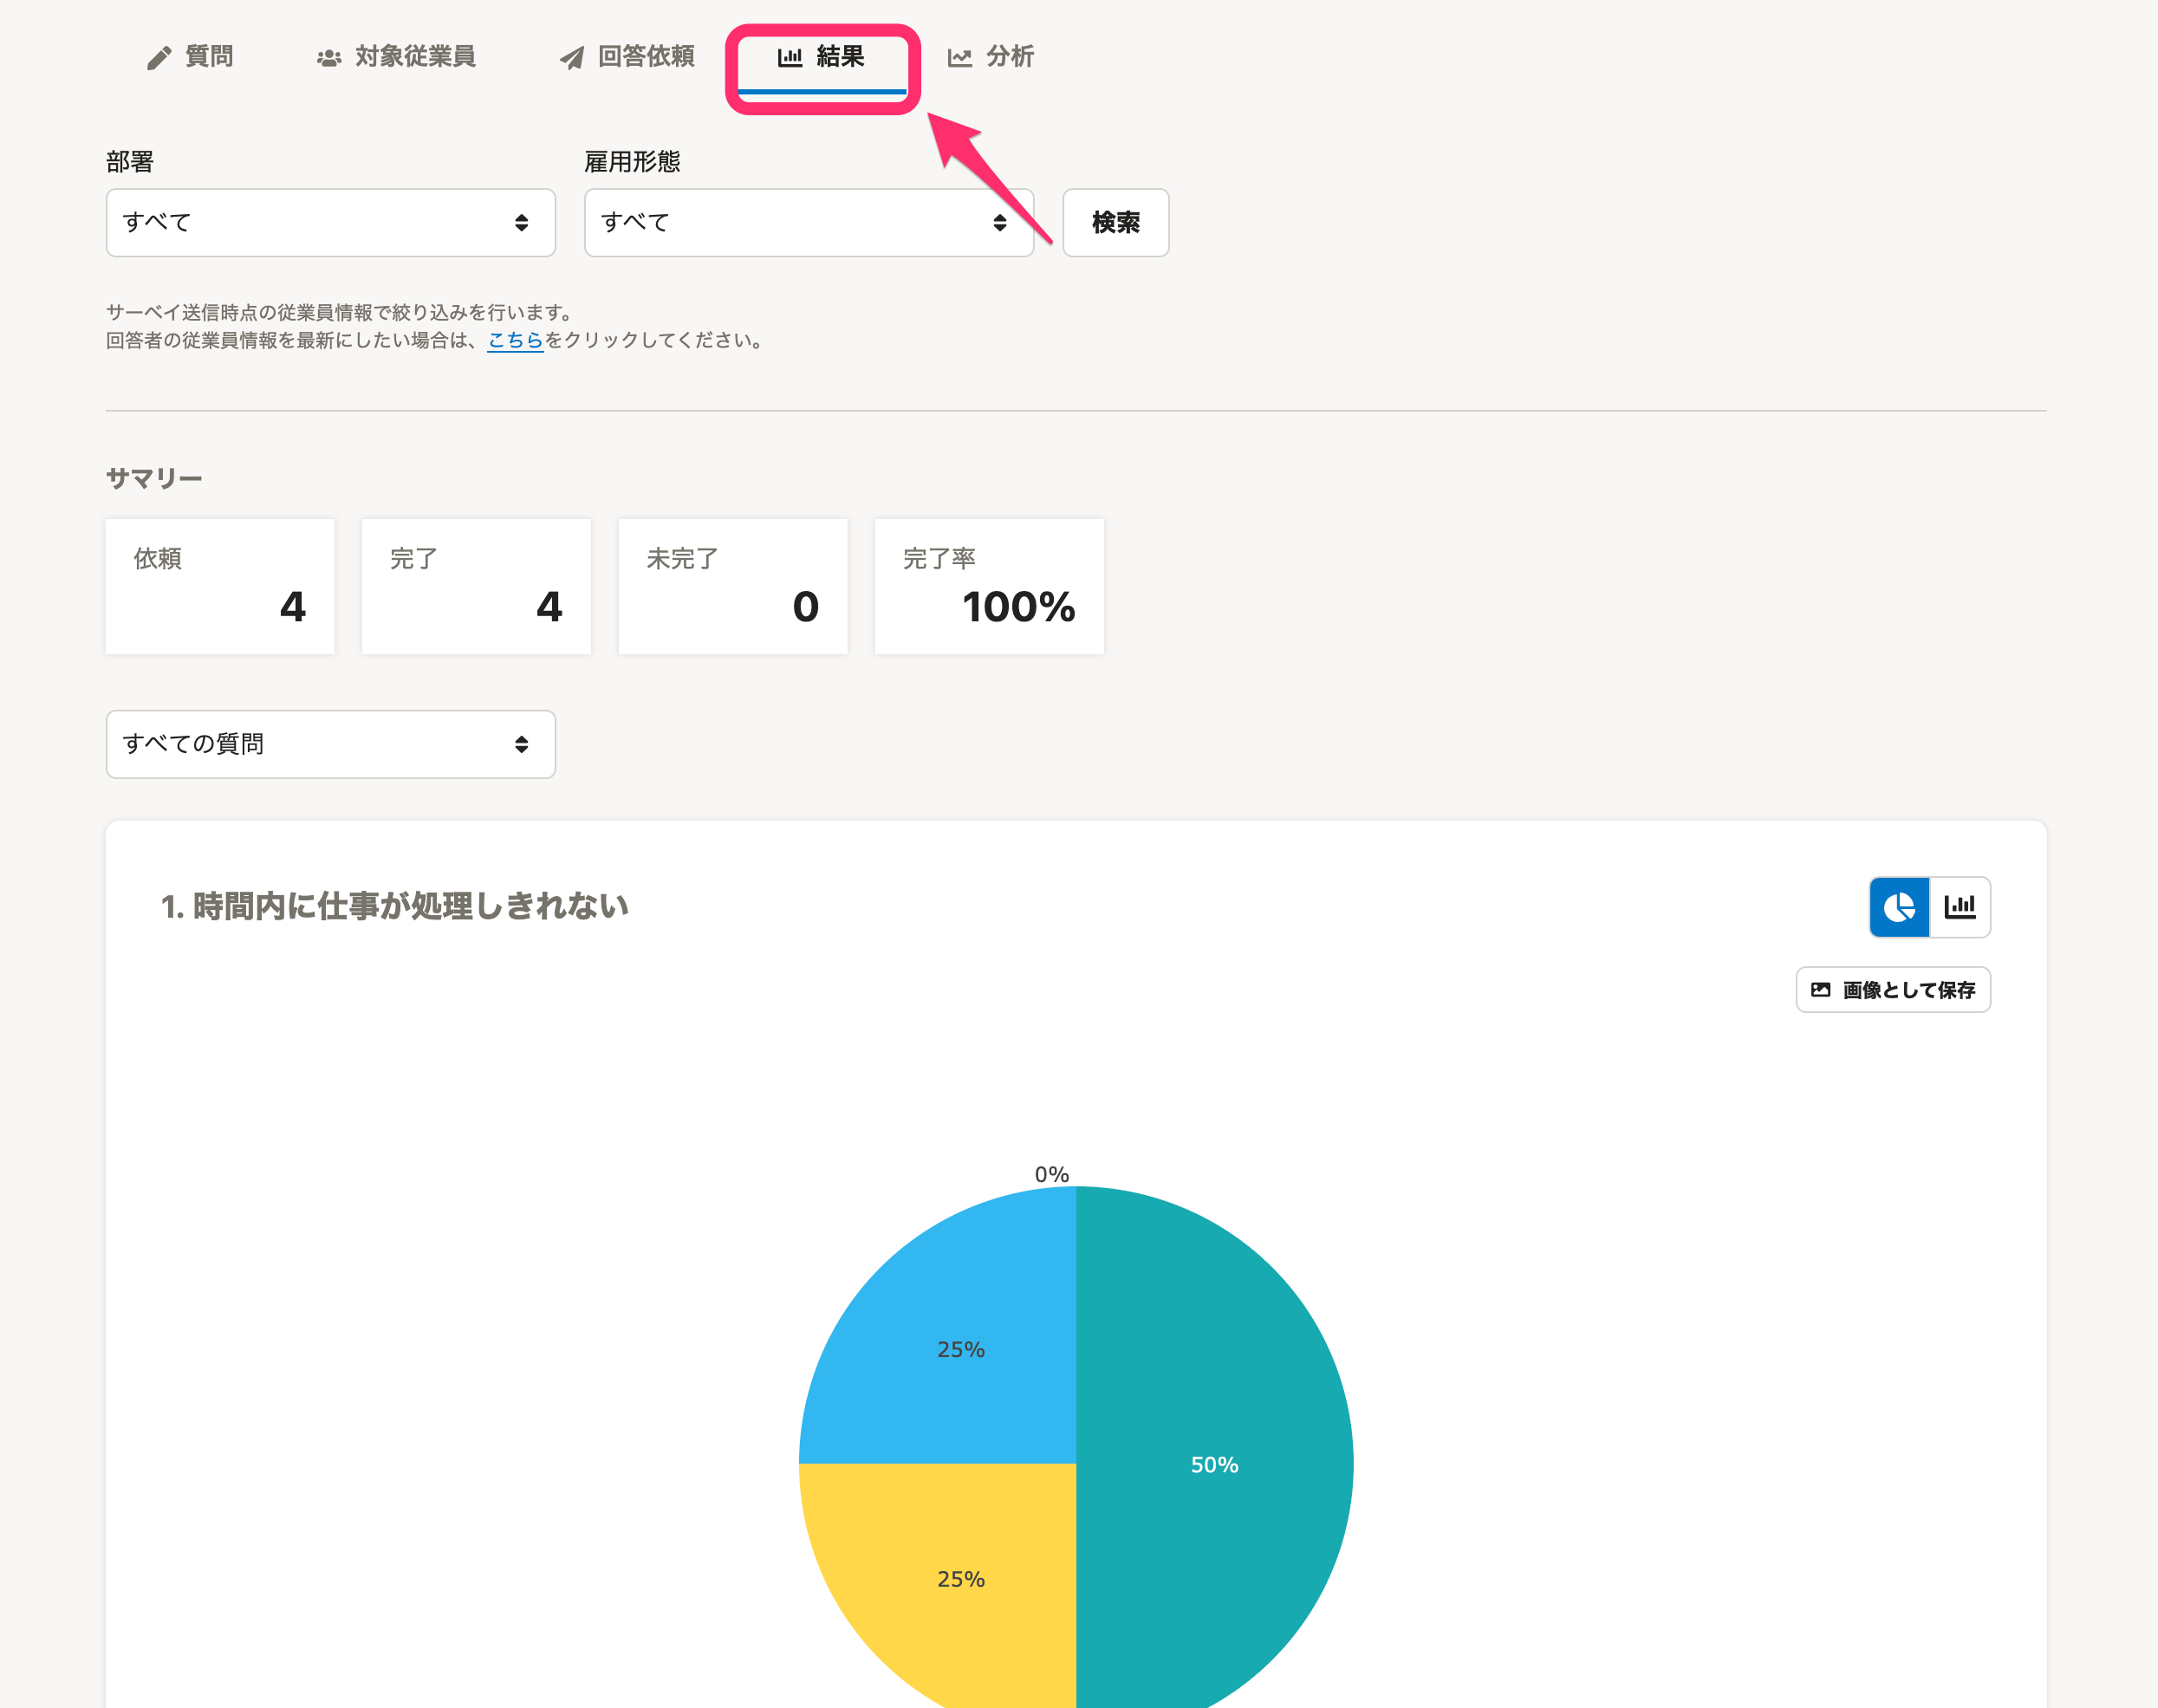 質問 対象従業員 回答依頼 結果 分析
部署 雇用形態
すべて すべて 検索
サーベイ送信時点の従業員情報で絞り込みを行います。
回答者の従業員情報を最新にしたい場合は、こちらをクリックしてください。
サマリー
依頼 完了 未完了 完了率
4 4 0 100%
すべての質問
1. 時間内に仕事が処理しきれない
画像として保存
0%
25%
50%
25%